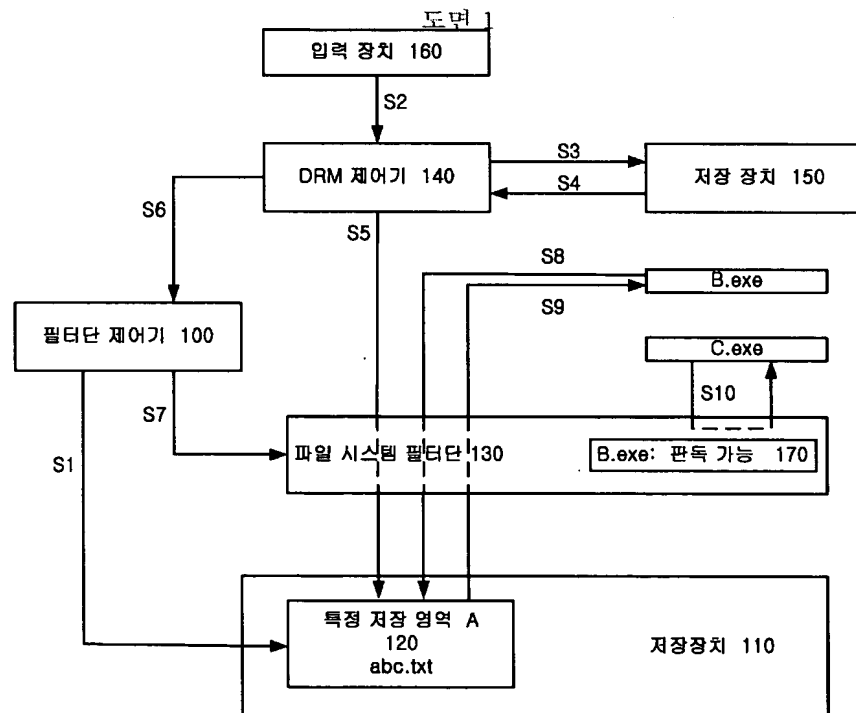 도면 1
입력 장치 160
S2
DRM 제어기 140
S3
S4
저장 장치 150
S6
S5
S8
S9
B.exe
필터단 제어기 100
C.exe
S10
S7
S1
파일 시스템 필터단 130
B.exe: 판독 가능 170
특정 저장 영역 A
120
abc.txt
저장장치 110